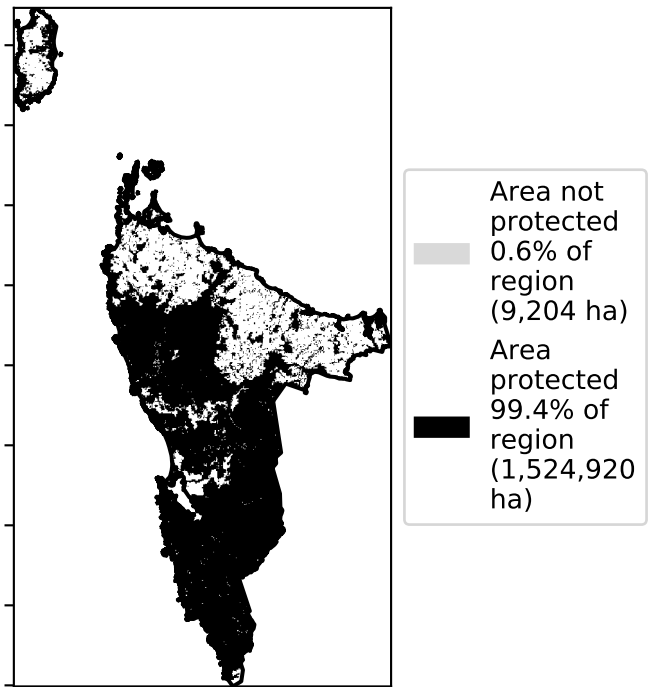 Area not
protected
0.6% of
region
(9,204 ha)
Area
protected
99.4% of
region
(1,524,920
ha)